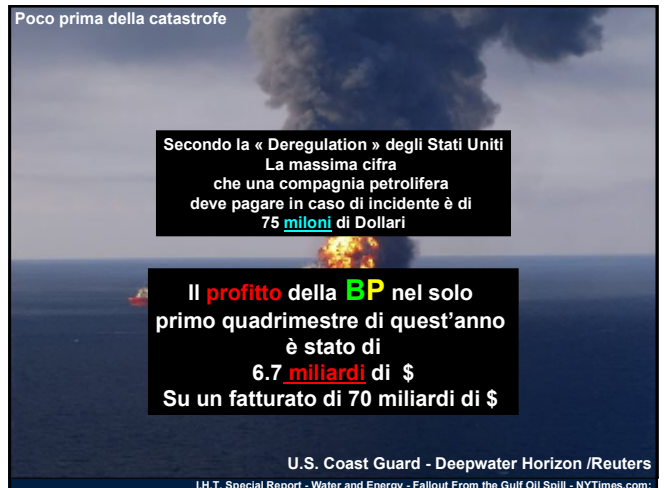 Poco prima della catastrofe
Secondo la « Deregulation » degli Stati Uniti
La massima cifra
che una compagnia petrolifera
deve pagare in caso di incidente è di
75 miloni di Dollari
Il profitto della BP nel solo
primo quadrimestre di quest'anno
è stato di
6.7 miliardi di $
Su un fatturato di 70 miliardi di $
U.S. Coast Guard - Deepwater Horizon /Reuters
I.H.T. Special Report - Water and Energy - Fallout From the Gulf Oil Spill - NYTimes.com: